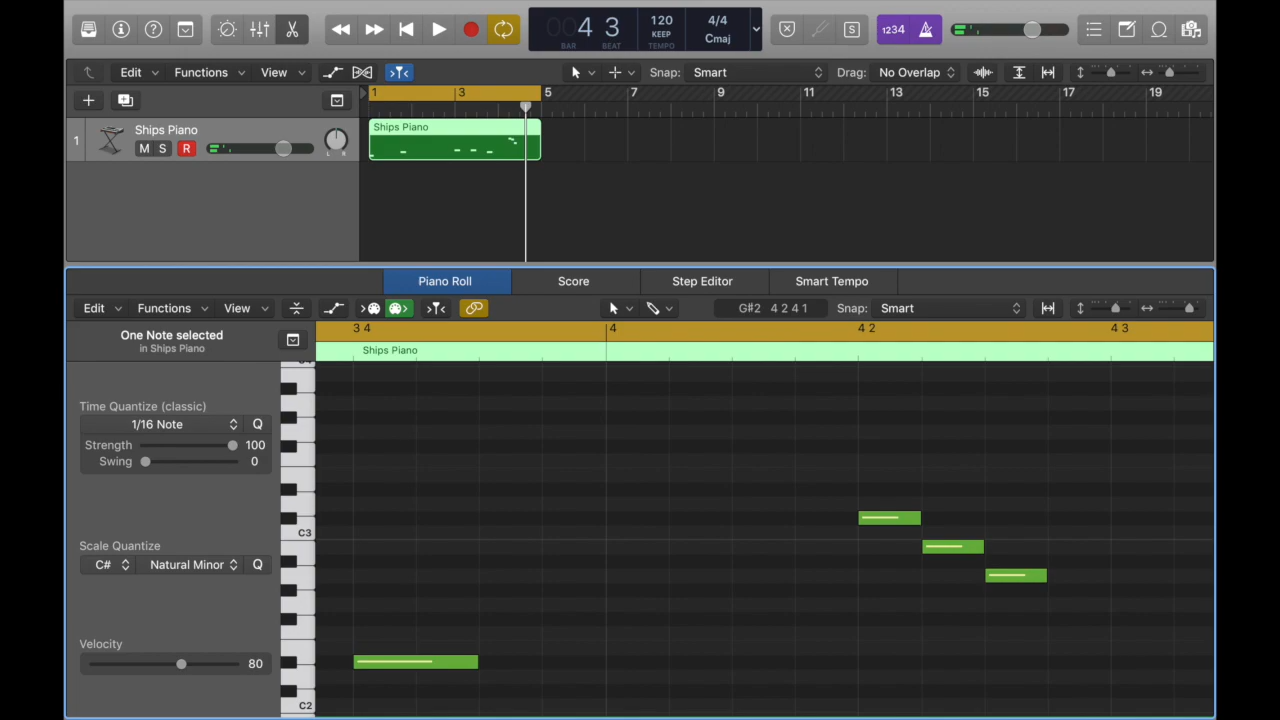 4 3
BAR BEAT
120
KEEP
TEMPO
4/4
Cmaj
S
1234
Edit Functions View Snap: Smart Drag: No Overlap
1 3 5 7 9 11 13 15 17 19
1 Ships Piano
M S R
L R
Ships Piano
Piano Roll Score Step Editor Smart Tempo
Edit Functions View G#2 4 2 4 1 Snap: Smart
One Note selected
in Ships Piano
3 4 4 4 2 4 3
Ships Piano
Time Quantize (classic)
1/16 Note Q
Strength 100
Swing 0
C3
Scale Quantize
C# Natural Minor Q
Velocity
80
C2